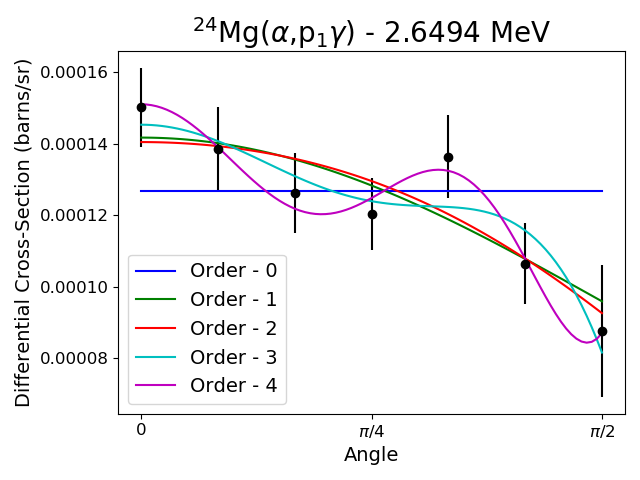 ²⁴Mg(α,p₁γ) - 2.6494 MeV
Differential Cross-Section (barns/sr)
0.00016
0.00014
0.00012
0.00010
0.00008
Order - 0
Order - 1
Order - 2
Order - 3
Order - 4
0
π/4
π/2
Angle